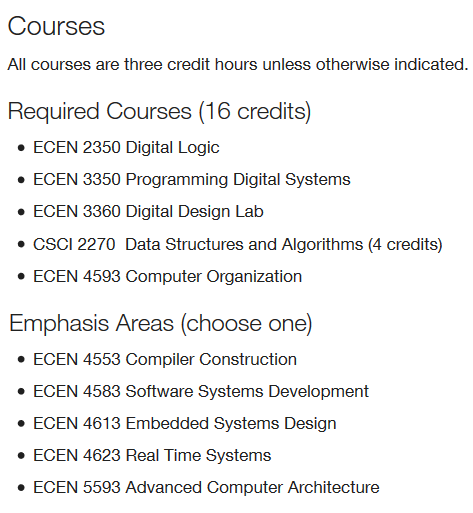 Courses
All courses are three credit hours unless otherwise indicated.
Required Courses (16 credits)
• ECEN 2350 Digital Logic
• ECEN 3350 Programming Digital Systems
• ECEN 3360 Digital Design Lab
• CSCI 2270  Data Structures and Algorithms (4 credits)
• ECEN 4593 Computer Organization
Emphasis Areas (choose one)
• ECEN 4553 Compiler Construction
• ECEN 4583 Software Systems Development
• ECEN 4613 Embedded Systems Design
• ECEN 4623 Real Time Systems
• ECEN 5593 Advanced Computer Architecture